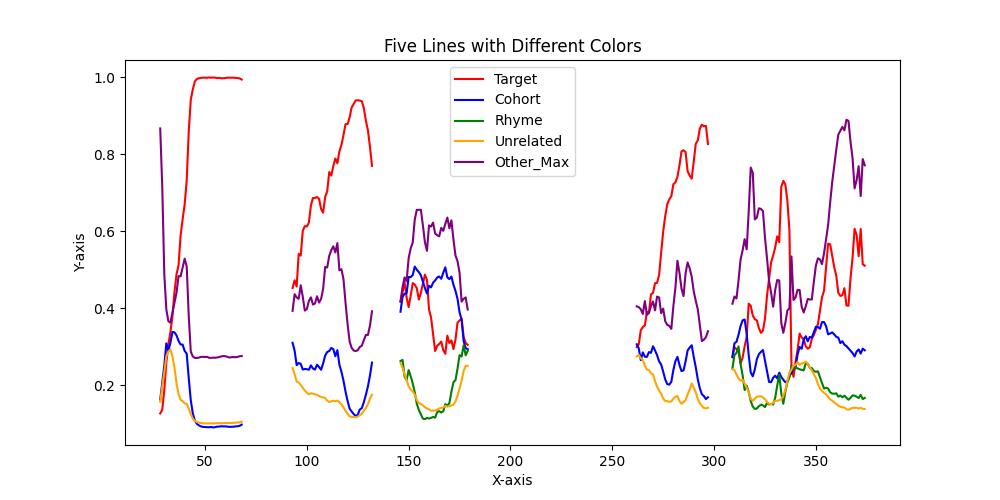 Five Lines with Different Colors
Target
Cohort
Rhyme
Unrelated
Other_Max
Y-axis
1.0
0.8
0.6
0.4
0.2
50
100
150
200
250
300
350
X-axis